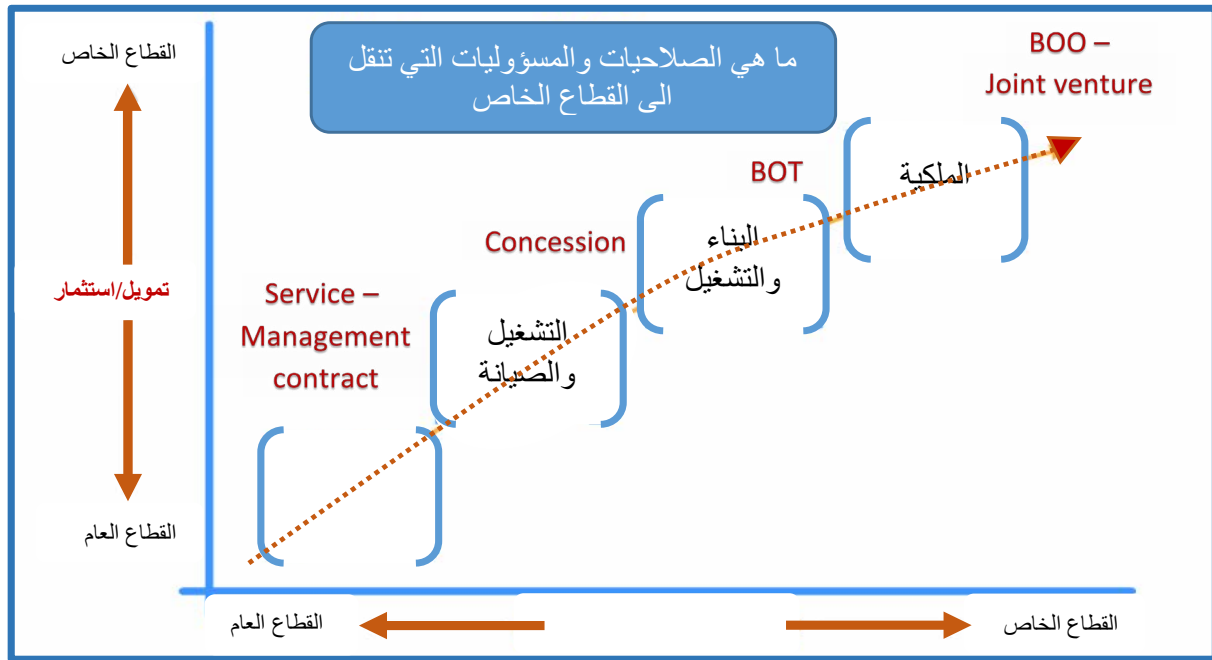 ما هي الصلاحيات والمسؤوليات التي تنقل
الى القطاع الخاص
القطاع الخاص
تمويل/استثمار
القطاع العام
BOO –
Joint venture
الملكية
BOT
البناء
والتشغيل
Concession
التشغيل
والصيانة
Service –
Management
contract
القطاع العام
القطاع الخاص